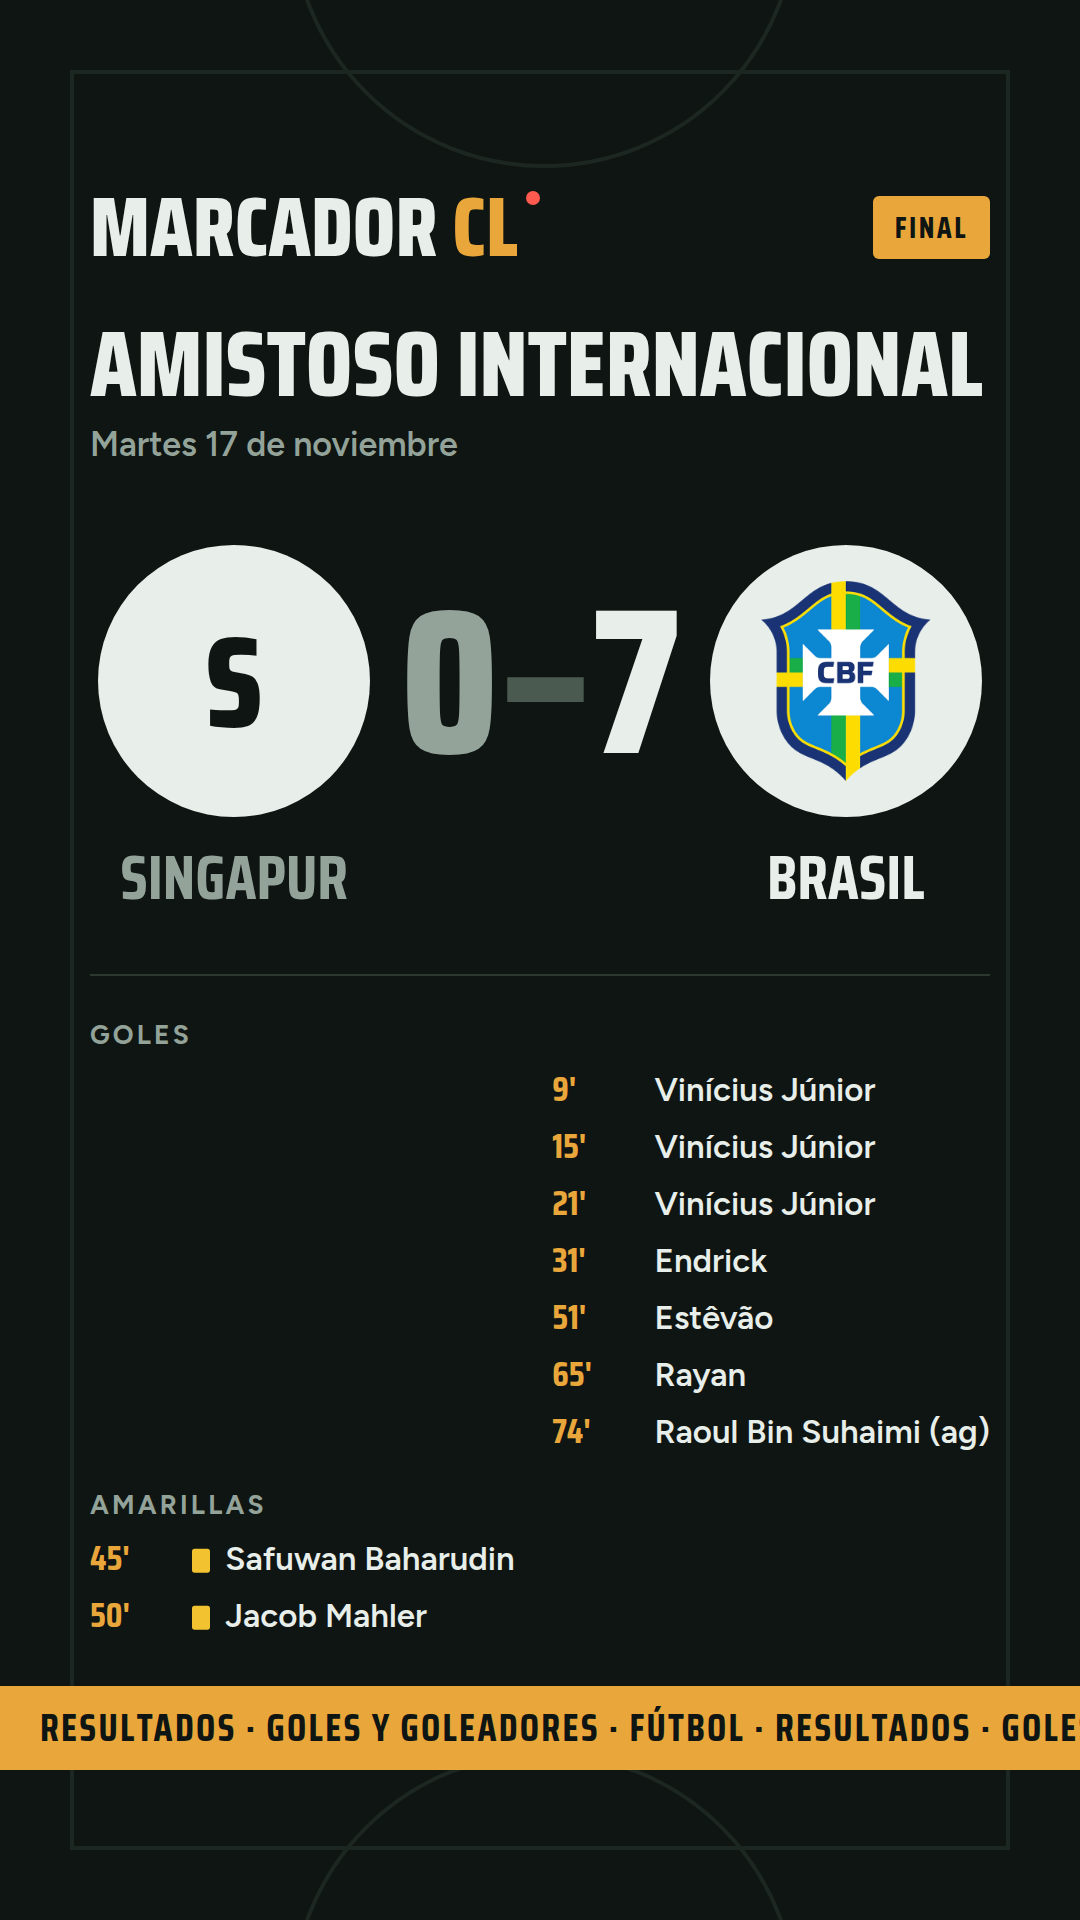 MARCADOR CL
FINAL
AMISTOSO INTERNACIONAL
Martes 17 de noviembre
S
0–7
CBF
SINGAPUR
BRASIL
GOLES
9' Vinícius Júnior
15' Vinícius Júnior
21' Vinícius Júnior
31' Endrick
51' Estêvão
65' Rayan
74' Raoul Bin Suhaimi (ag)
AMARILLAS
45' Safuwan Baharudin
50' Jacob Mahler
RESULTADOS · GOLES Y GOLEADORES · FÚTBOL · RESULTADOS · GOLES